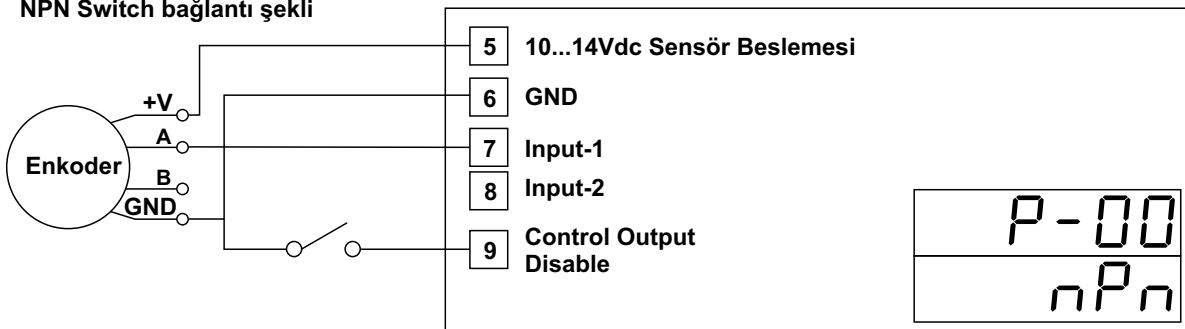 NPN Switch bağlantı şekli
5 10...14Vdc Sensör Beslemesi
+V
6 GND
A
7 Input-1
Enkoder
B
8 Input-2
GND
9 Control Output
Disable
P-00
nPn